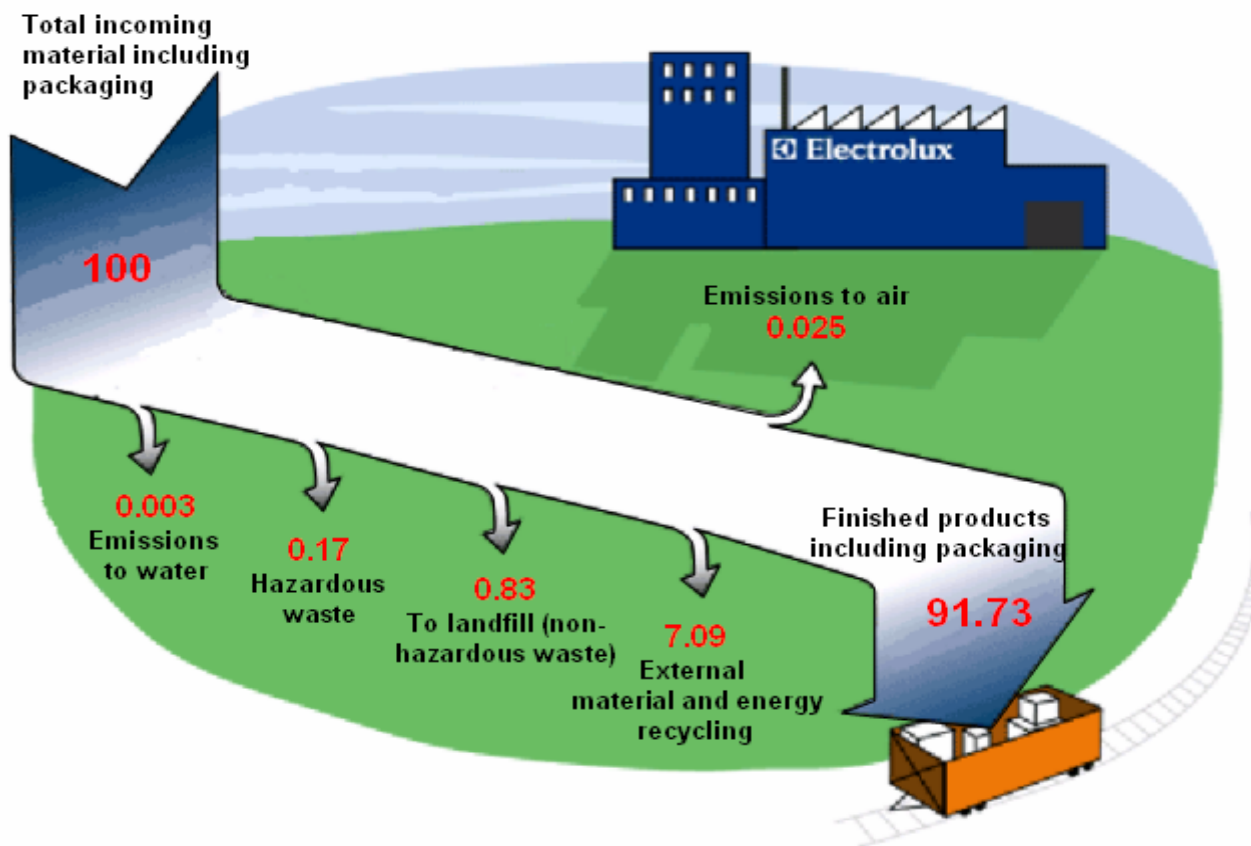 Total incoming
material including
packaging
Electrolux
100
Emissions to air
0.025
0.003
Emissions
to water
0.17
Hazardous
waste
0.83
To landfill (non-
hazardous waste)
7.09
External
material and energy
recycling
Finished products
including packaging
91.73